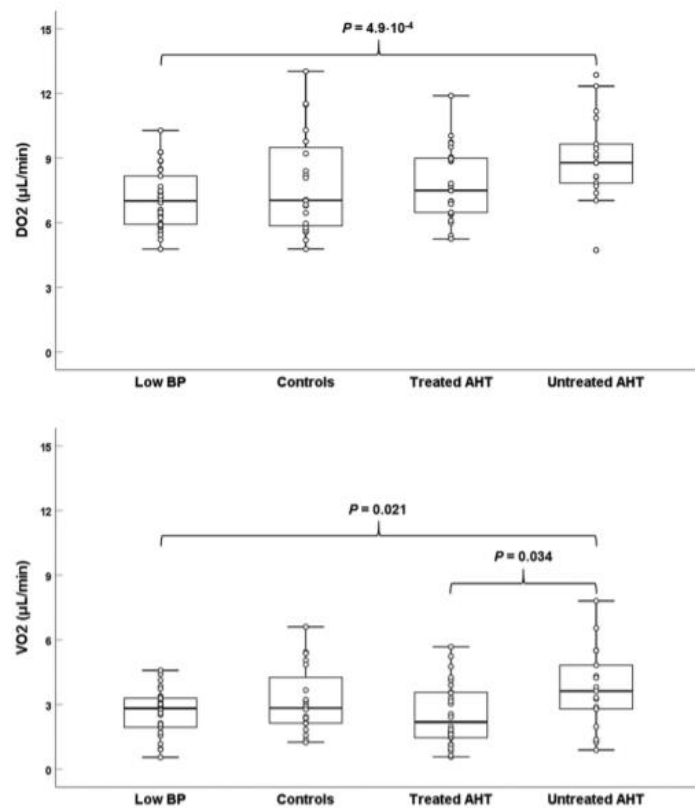 P = 4.9·10-4
15
12
9
6
3
0
DO2 (µL/min)
Low BP Controls Treated AHT Untreated AHT
15
12
9
6
3
0
VO2 (µL/min)
P = 0.021
P = 0.034
Low BP Controls Treated AHT Untreated AHT